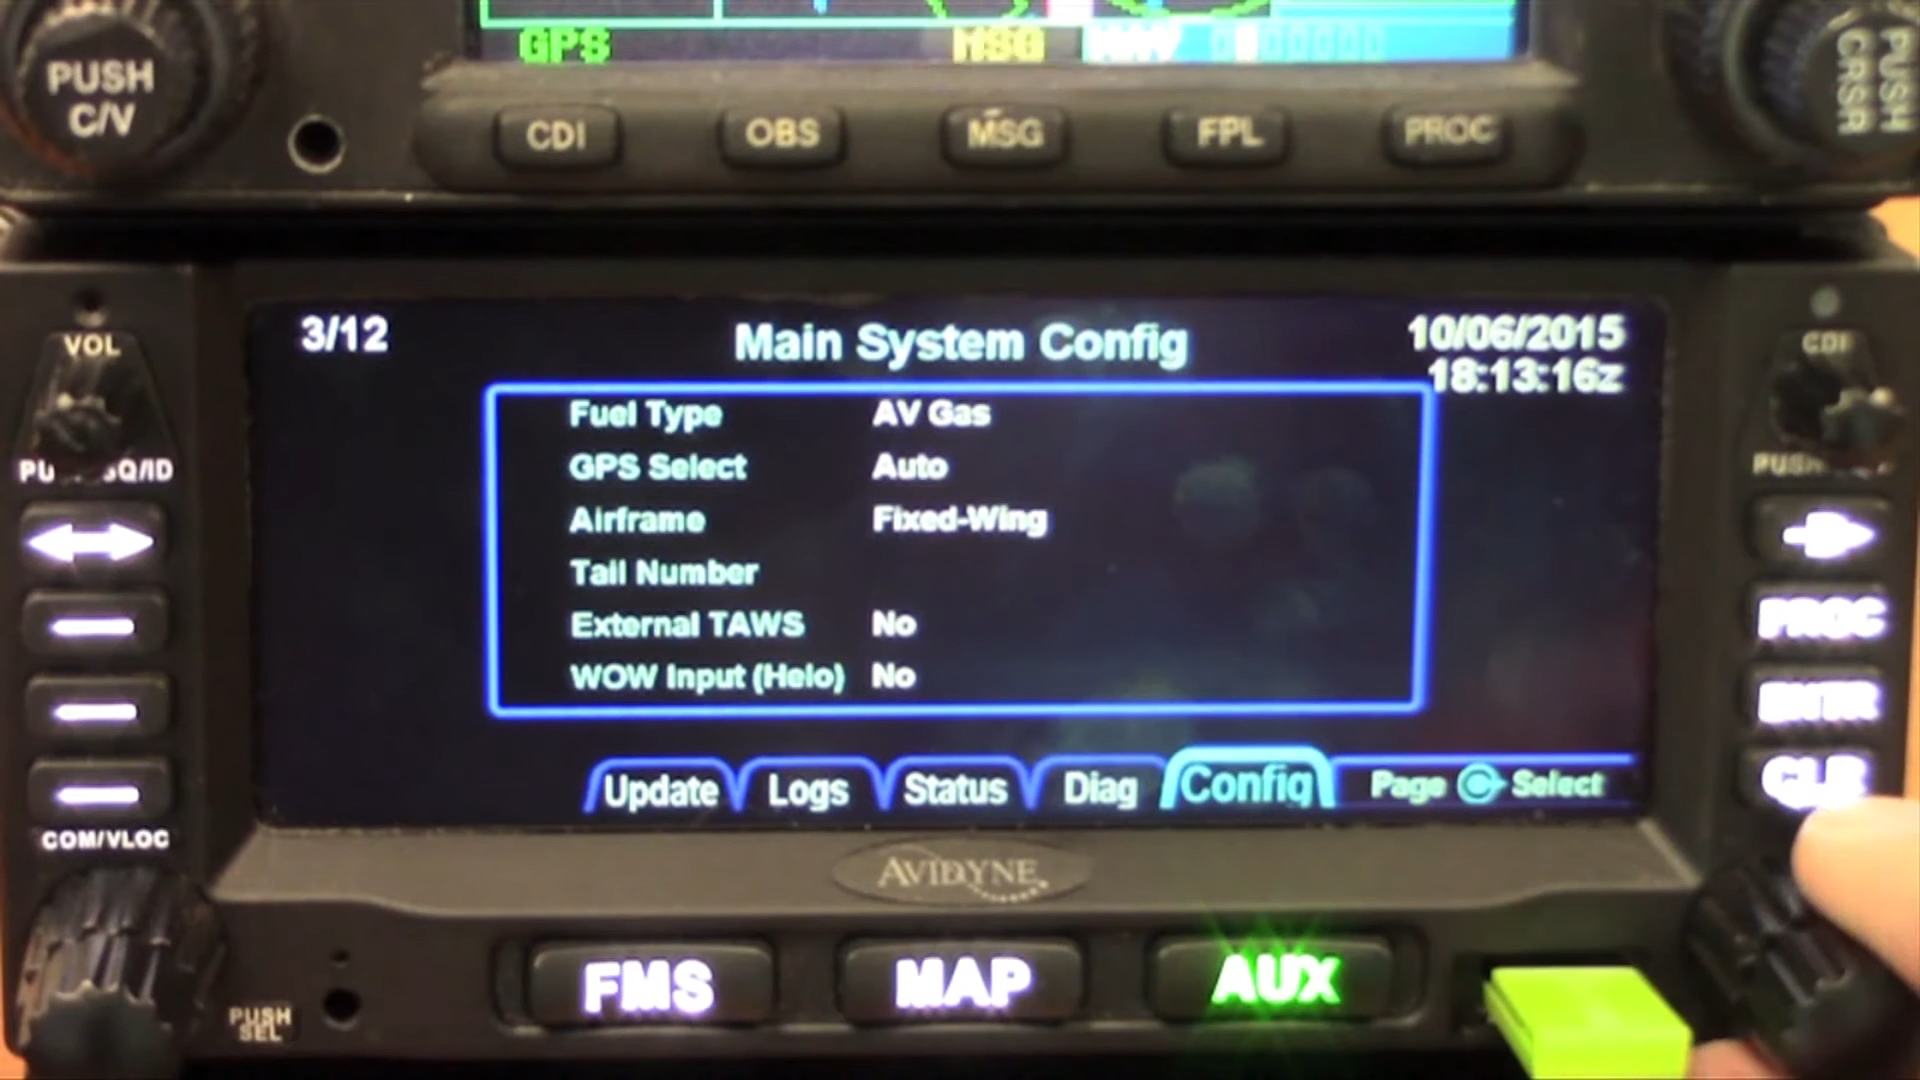 GPS MSG
PUSH C/V
PUSH CRSR
CDI OBS MSG FPL PROC
3/12 Main System Config 10/06/2015
18:13:16z
VOL
CDI
Fuel Type AV Gas
GPS Select Auto
Airframe Fixed-Wing
Tail Number
External TAWS No
WOW Input (Helo) No
PROC
ENTR
CLR
Update Logs Status Diag Config Page Select
COM/VLOC
AVIDYNE
FMS MAP AUX
PUSH
SEL